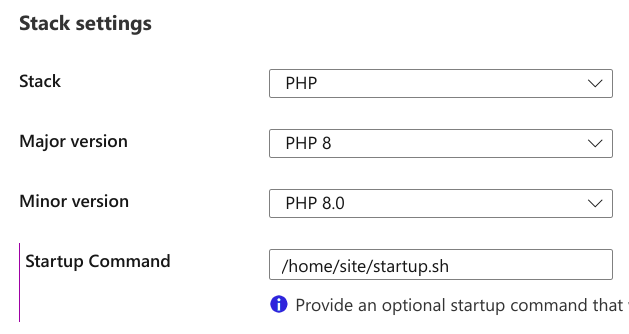 Stack settings
Stack PHP
Major version PHP 8
Minor version PHP 8.0
Startup Command /home/site/startup.sh
Provide an optional startup command that